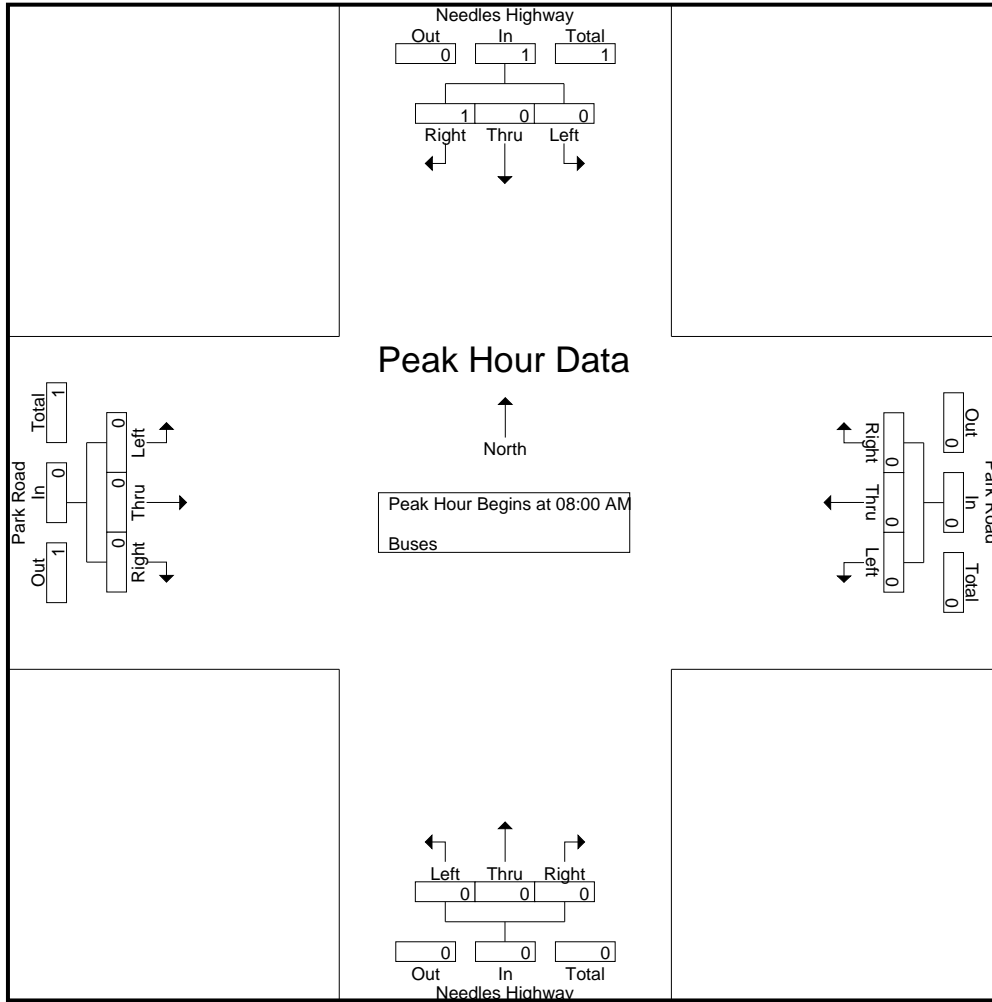 Needles Highway
Out In Total
0 1 1
1 0 0
Right Thru Left
Peak Hour Data
North
Peak Hour Begins at 08:00 AM
Buses
Park Road
Total In Out
1 0 1
0 0 0
Left Thru Right
Right Thru Left
0 0 0
Out In Total
0 0 0
Park Road
Left Thru Right
0 0 0
0 0 0
Out In Total
Needles Highway